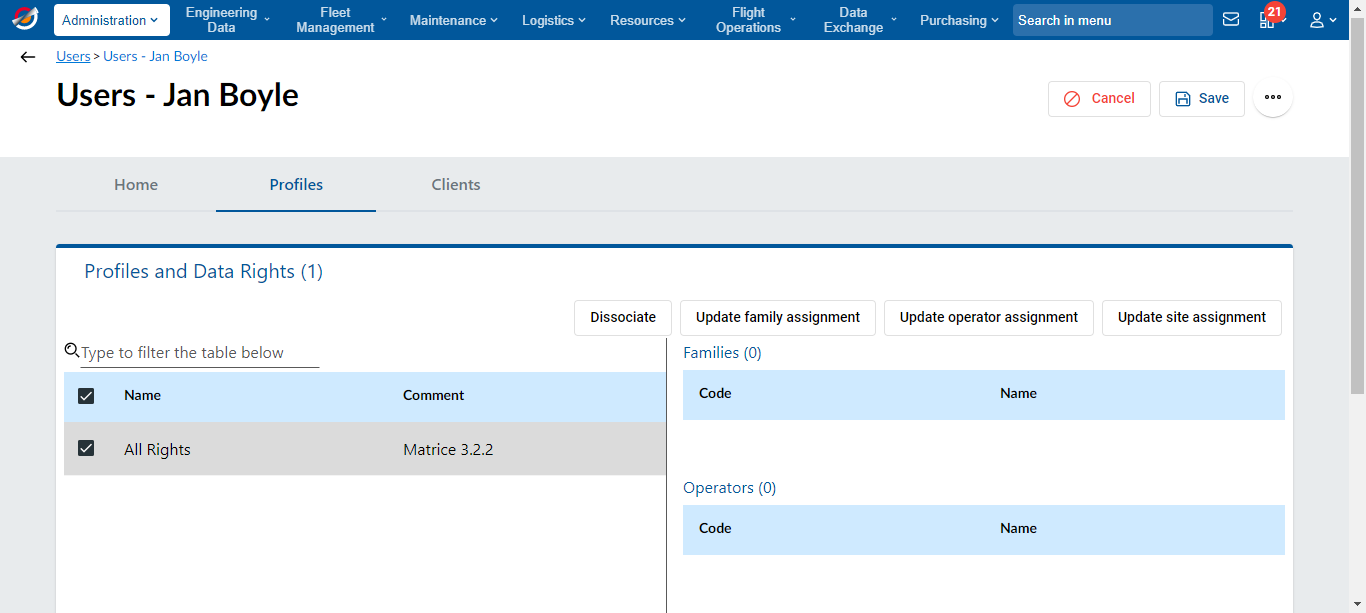 Administration
Engineering
Data
Fleet
Management
Maintenance
Logistics
Resources
Flight
Operations
Data
Exchange
Purchasing
Search in menu
21
Users > Users - Jan Boyle
Users - Jan Boyle
Cancel
Save
Home
Profiles
Clients
Profiles and Data Rights (1)
Dissociate
Update family assignment
Update operator assignment
Update site assignment
Type to filter the table below
Name Comment
All Rights Matrice 3.2.2
Families (0)
Code Name
Operators (0)
Code Name